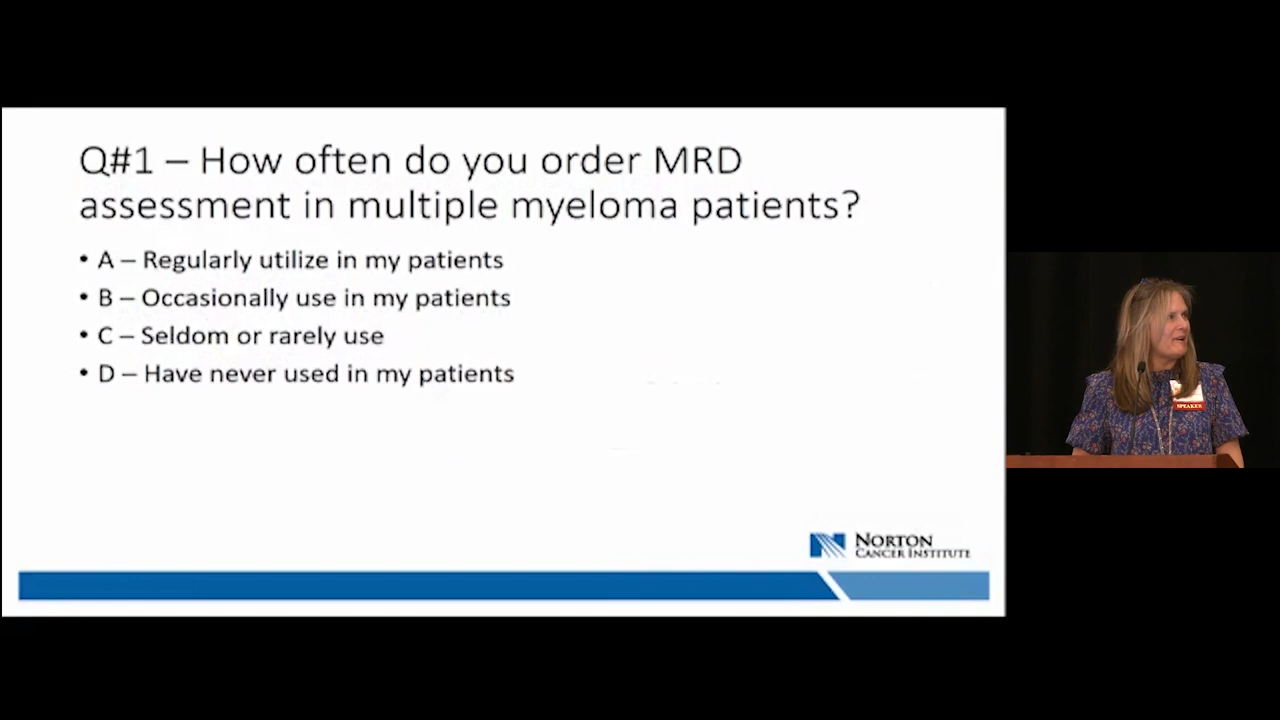 Q#1 – How often do you order MRD
assessment in multiple myeloma patients?
• A – Regularly utilize in my patients
• B – Occasionally use in my patients
• C – Seldom or rarely use
• D – Have never used in my patients
NORTON
CANCER INSTITUTE
SPEAKER